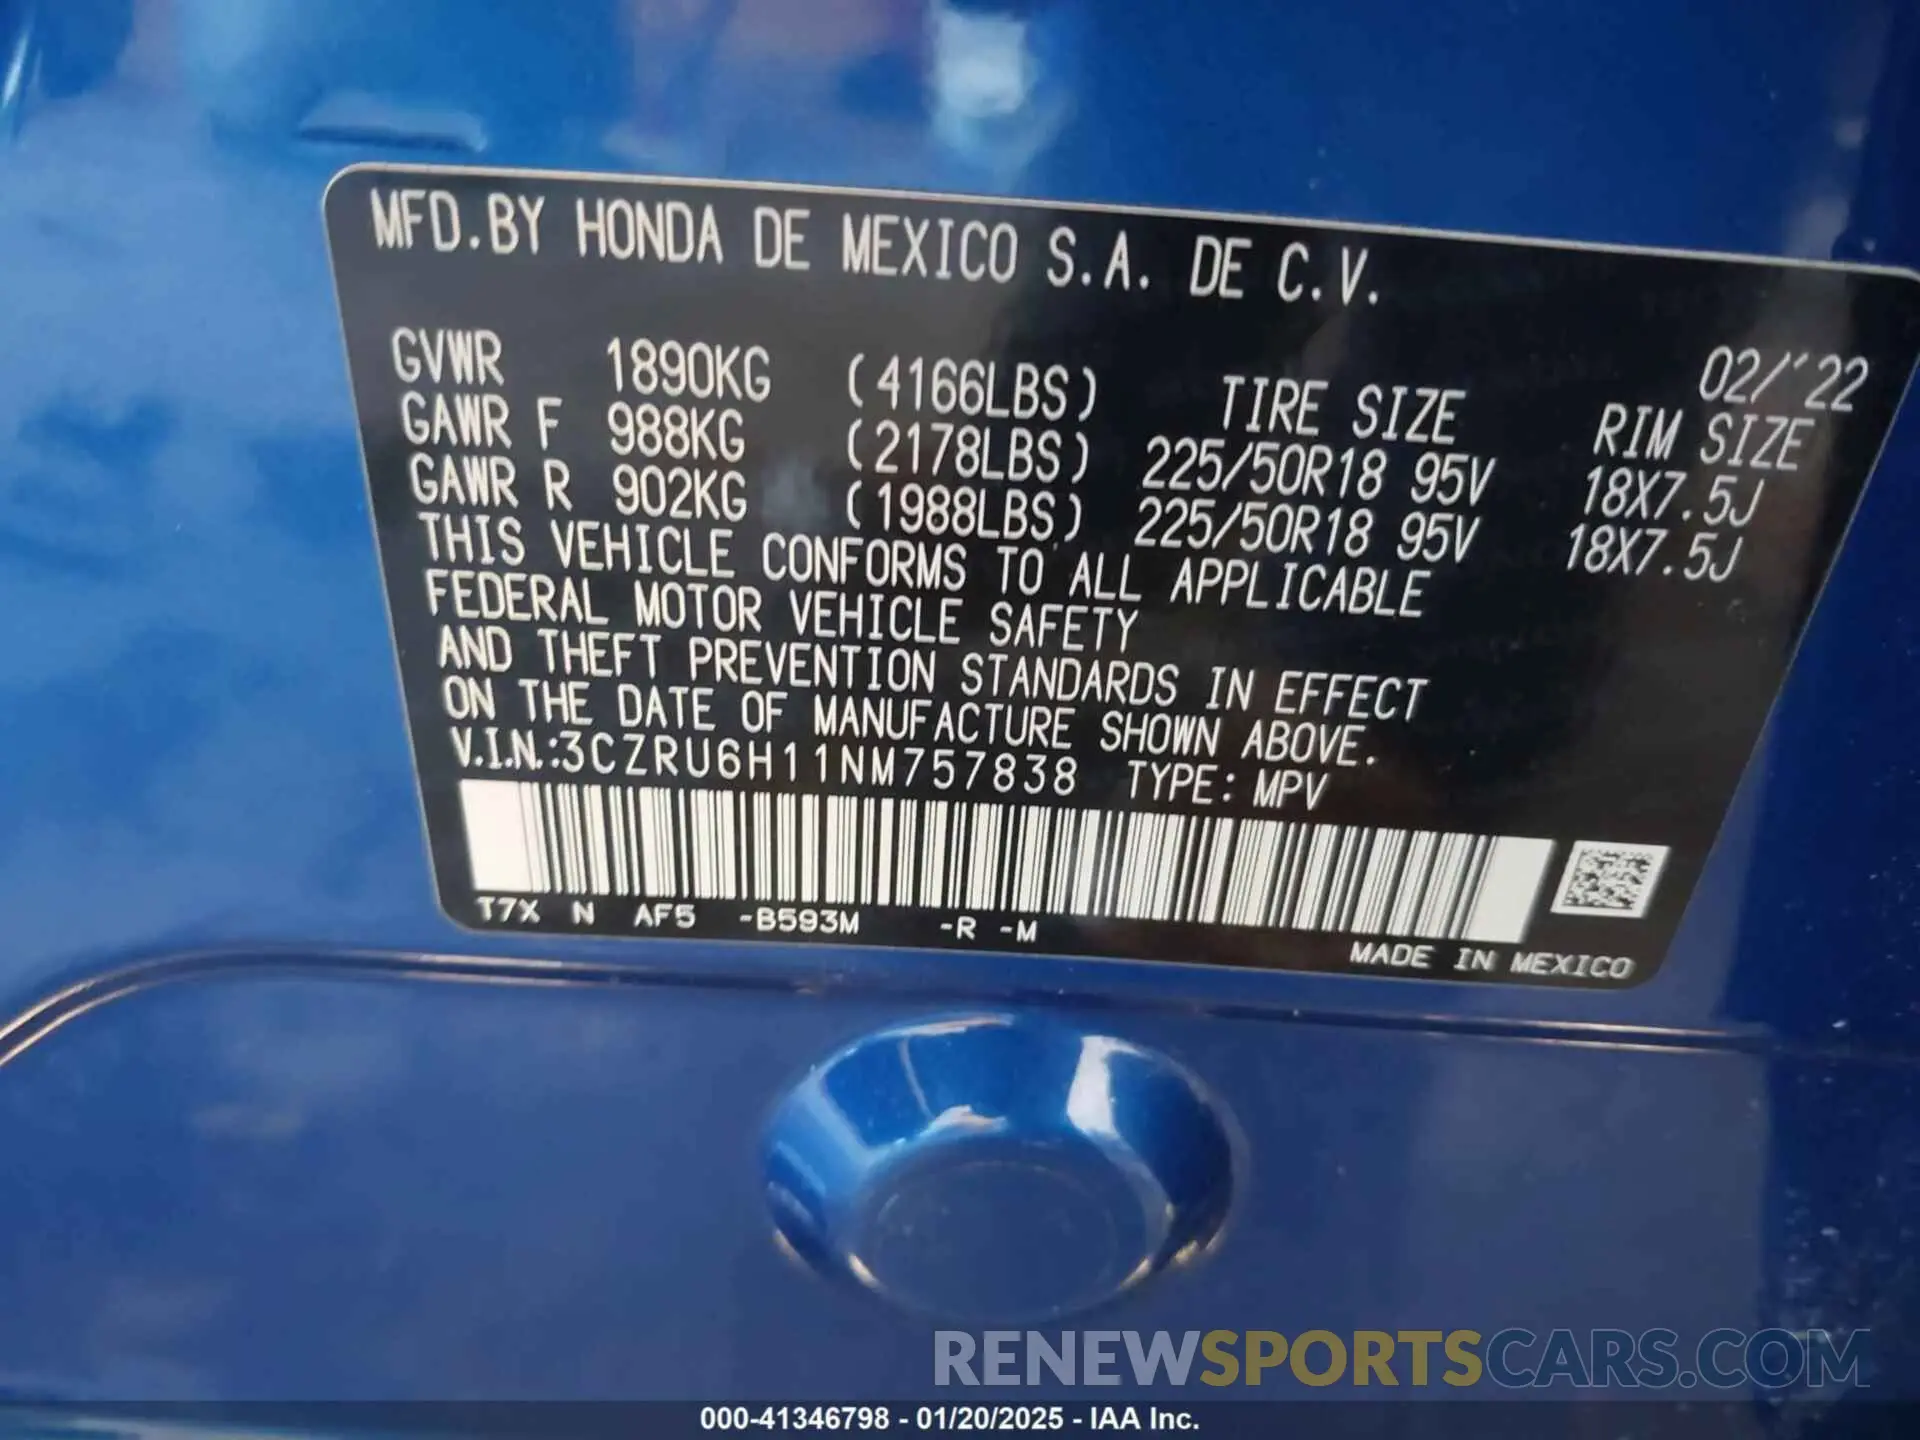 MFD.BY HONDA DE MEXICO S.A. DE C.V.
02/'22
GVWR 1890KG (4166LBS) TIRE SIZE RIM SIZE
GAWR F 988KG (2178LBS) 225/50R18 95V 18X7.5J
GAWR R 902KG (1988LBS) 225/50R18 95V 18X7.5J
THIS VEHICLE CONFORMS TO ALL APPLICABLE
FEDERAL MOTOR VEHICLE SAFETY
AND THEFT PREVENTION STANDARDS IN EFFECT
ON THE DATE OF MANUFACTURE SHOWN ABOVE.
V.I.N.:3CZRU6H11NM757838 TYPE: MPV
T7X N AF5 -B593M -R -M
MADE IN MEXICO
RENEWSPORTSCARS.COM
000-41346798 - 01/20/2025 - IAA Inc.